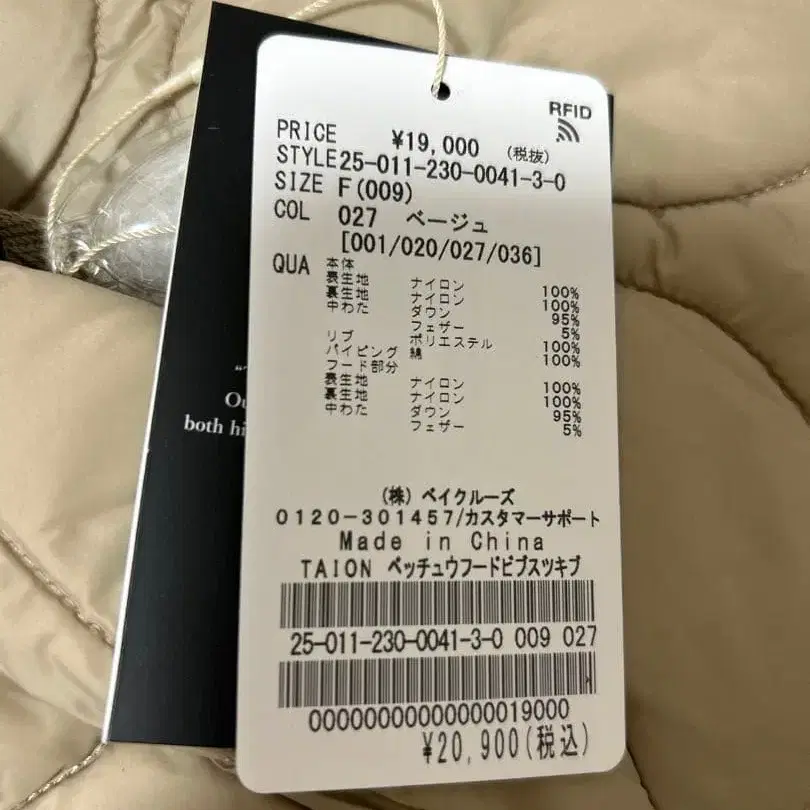 RFID
PRICE ¥19,000 (税抜)
STYLE25-011-230-0041-3-0
SIZE F(009)
COL 027 ベージュ
[001/020/027/036]
QUA 本体
表生地 ナイロン 100%
裏生地 ナイロン 100%
中わた ダウン 95%
フェザー 5%
リブ ポリエステル 100%
パイピング 綿 100%
フード部分
表生地 ナイロン 100%
裏生地 ナイロン 100%
中わた ダウン 95%
フェザー 5%
(株)ベイクルーズ
0120-301457/カスタマーサポート
Made in China
TAION ベッチュウフードビブスツキブ
25-011-230-0041-3-0 009 027
00000000000000019000
¥20,900(税込)
both